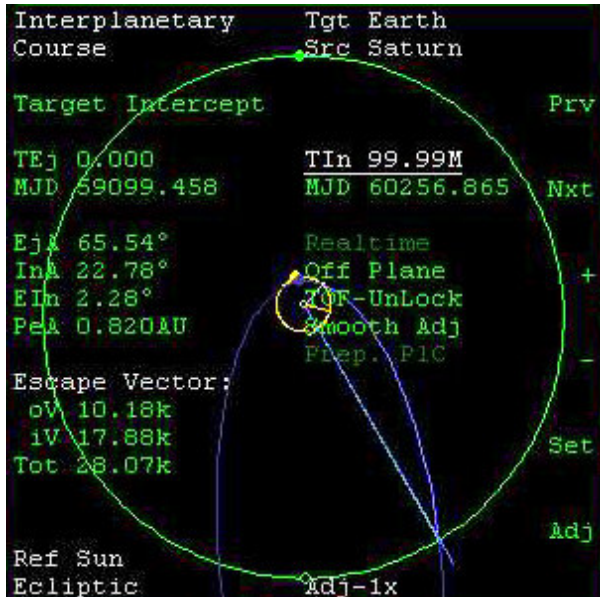 Interplanetary
Course
Tgt Earth
Src Saturn
Target Intercept
Prv
TEj 0.000
MJD 59099.458
TIn 99.99M
MJD 60256.865
Nxt
EjA 65.54°
InA 22.78°
EIn 2.28°
PeA 0.820AU
Realtime
Off Plane
TOF-UnLock
Smooth Adj
Prep. PlC
+
-
Escape Vector:
oV 10.18k
iV 17.88k
Tot 28.07k
Set
Adj
Ref Sun
Ecliptic
Adj-1x